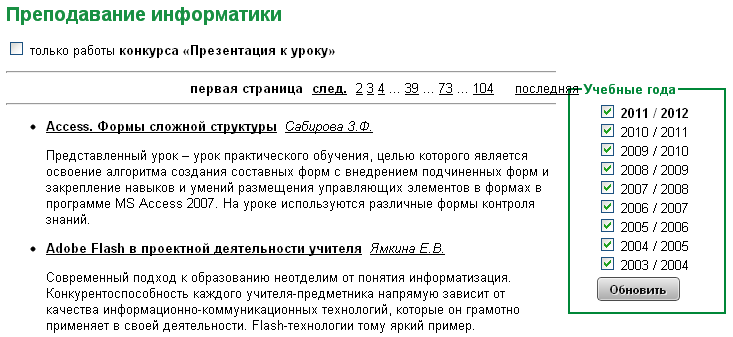 Преподавание информатики
только работы конкурса «Презентация к уроку»
первая страница след. 2 3 4 ... 39 ... 73 ... 104 последняя
Access. Формы сложной структуры Сабирова З.Ф.
Представленный урок – урок практического обучения, целью которого является
освоение алгоритма создания составных форм с внедрением подчиненных форм и
закрепление навыков и умений размещения управляющих элементов в формах в
программе MS Access 2007. На уроке используются различные формы контроля
знаний.
Adobe Flash в проектной деятельности учителя Ямкина Е.В.
Современный подход к образованию неотделим от понятия информатизация.
Конкурентоспособность каждого учителя-предметника напрямую зависит от
качества информационно-коммуникационных технологий, которые он грамотно
применяет в своей деятельности. Flash-технологии тому яркий пример.
Учебные года
2011 / 2012
2010 / 2011
2009 / 2010
2008 / 2009
2007 / 2008
2006 / 2007
2005 / 2006
2004 / 2005
2003 / 2004
Обновить